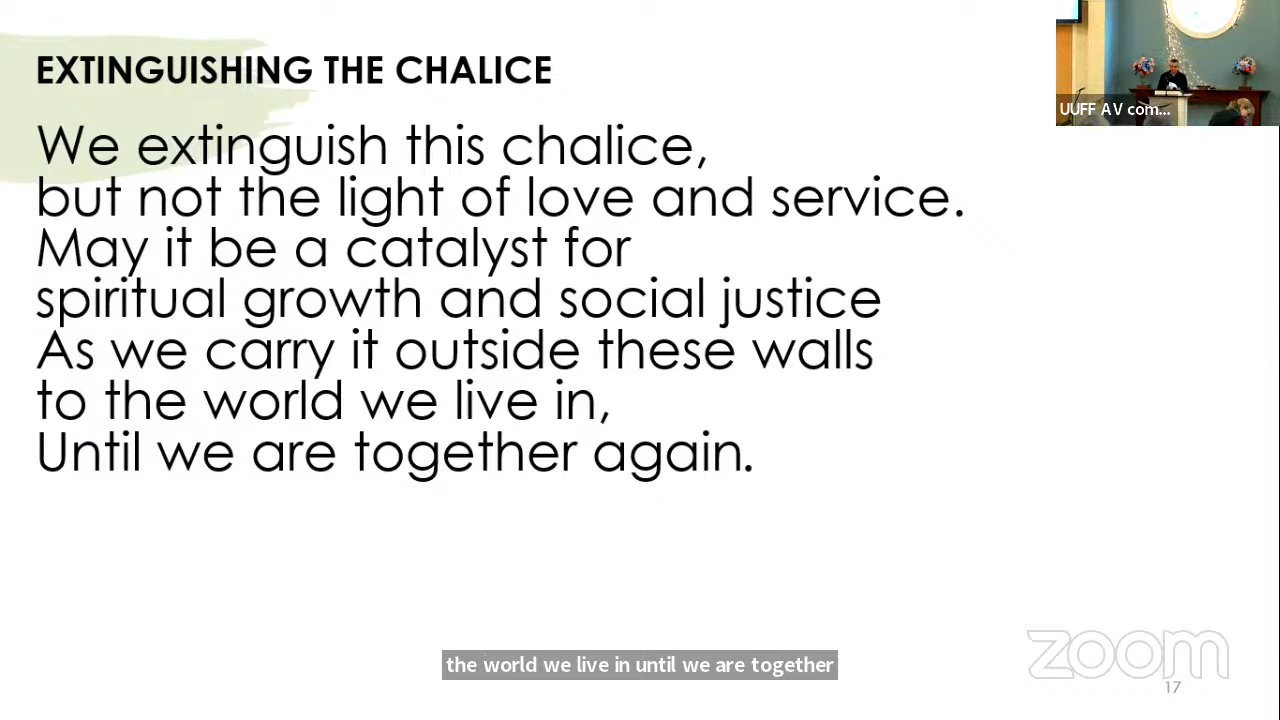 EXTINGUISHING THE CHALICE
We extinguish this chalice,
but not the light of love and service.
May it be a catalyst for
spiritual growth and social justice
As we carry it outside these walls
to the world we live in,
Until we are together again.
UUFF AV com...
the world we live in until we are together
zoom
17